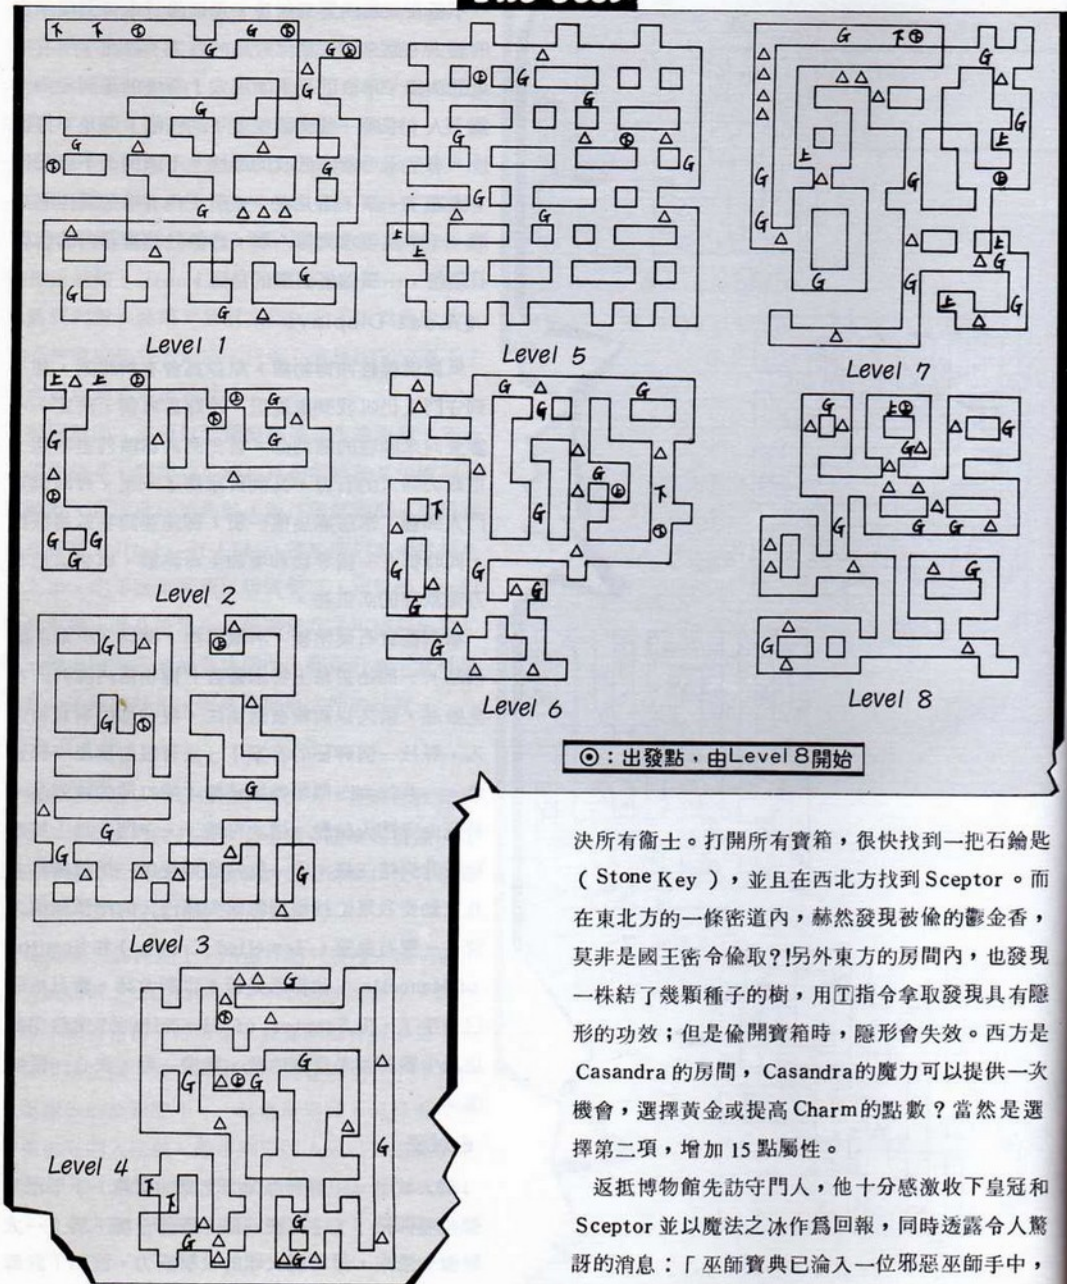 Level 1
Level 5
Level 7
Level 2
Level 6
Level 8
Level 3
Level 4
⊙：出發點，由Level 8開始
決所有衞士。打開所有寶箱，很快找到一把石鑰匙
（Stone Key），並且在西北方找到Sceptor。而
在東北方的一條密道內，赫然發現被偷的鬱金香，
莫非是國王密令偷取?!另外東方的房間內，也發現
一株結了幾顆種子的樹，用🅃指令拿取發現具有隱
形的功效；但是偷開寶箱時，隱形會失效。西方是
Casandra的房間，Casandra的魔力可以提供一次
機會，選擇黃金或提高Charm的點數？當然是選
擇第二項，增加15點屬性。
返抵博物館先訪守門人，他十分感激收下皇冠和
Sceptor並以魔法之冰作爲回報，同時透露令人驚
訝的消息：「巫師寶典已淪入一位邪惡巫師手中，